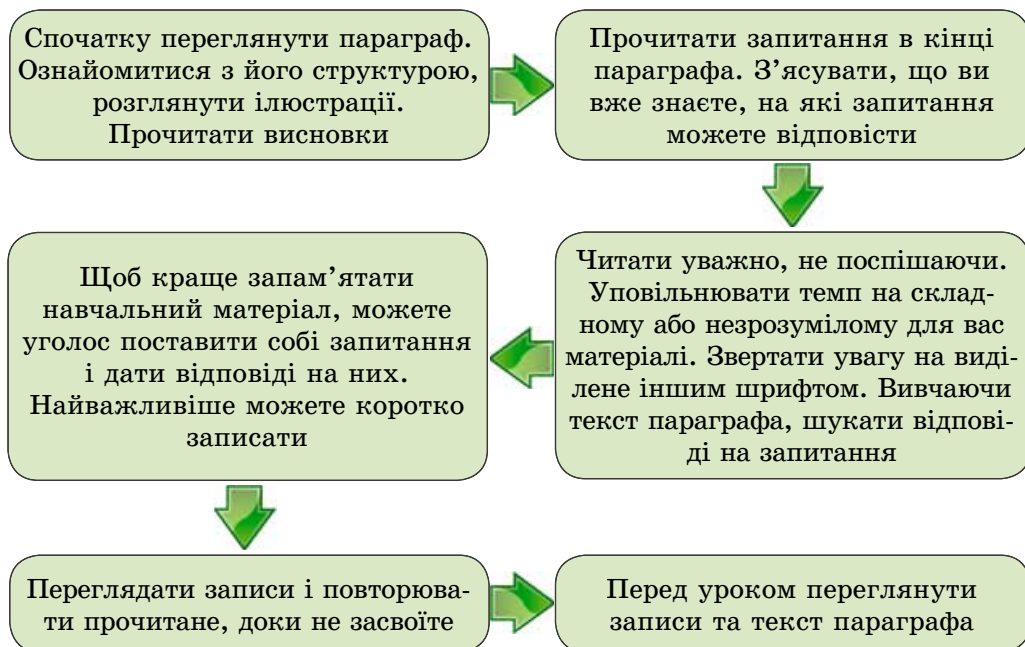 Спочатку переглянути параграф.
Ознайомитися з його структурою,
розглянути ілюстрації.
Прочитати висновки
Прочитати запитання в кінці
параграфа. З’ясувати, що ви
вже знаєте, на які запитання
можете відповісти
Читати уважно, не поспішаючи.
Уповільнювати темп на склад-
ному або незрозумілому для вас
матеріалі. Звертати увагу на виді-
лене іншим шрифтом. Вивчаючи
текст параграфа, шукати відпові-
ді на запитання
Щоб краще запам’ятати
навчальний матеріал, можете
уголос поставити собі запитання
і дати відповіді на них.
Найважливіше можете коротко
записати
Переглядати записи і повторюва-
ти прочитане, доки не засвоїте
Перед уроком переглянути
записи та текст параграфа